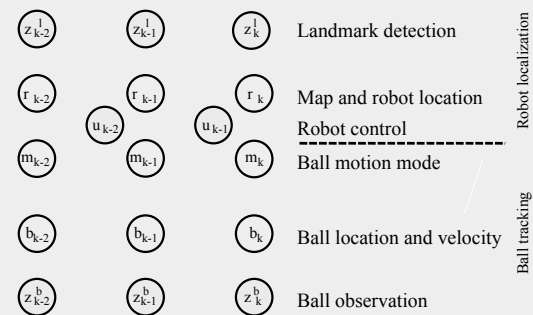 z^l_{k-2} z^l_{k-1} z^l_k Landmark detection
r_{k-2} r_{k-1} r_k Map and robot location
u_{k-2} u_{k-1} Robot control
m_{k-2} m_{k-1} m_k Ball motion mode
b_{k-2} b_{k-1} b_k Ball location and velocity
z^b_{k-2} z^b_{k-1} z^b_k Ball observation
Robot localization
Ball tracking